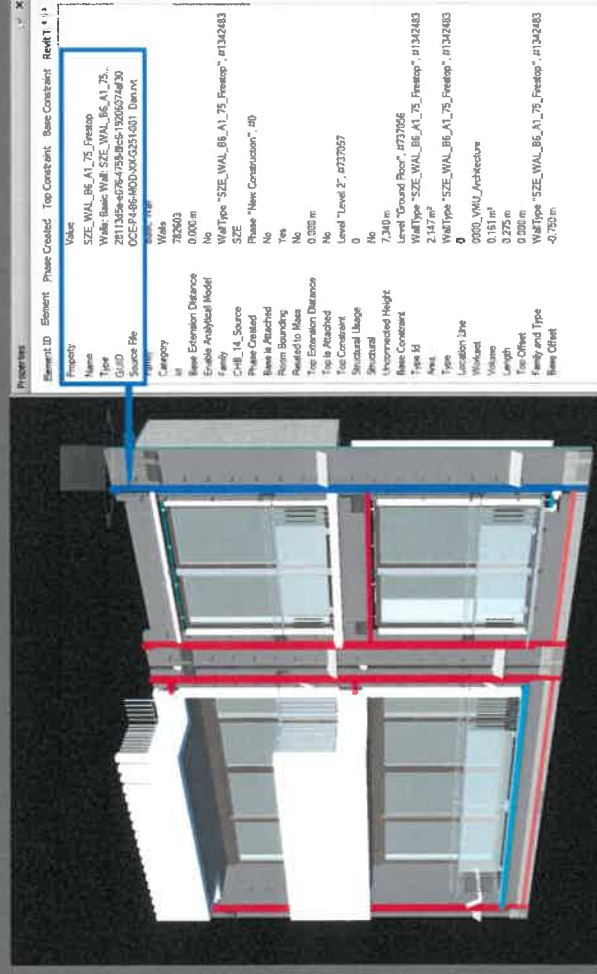 Properties
Element ID Element Phase Created Top Constraint Base Constraint Revit T
Property Value
Name SZE_WAL_B6_A1_75_Firestop
Type Walls: Basic Wall: SZE_WAL_B6_A1_75...
GUID
Source File OCE-P4-B6-MOD-XX-G251-001 Dan.rvt
Family Basic Wall
Category Walls
Id 782603
Base Extension Distance 0.000 m
Enable Analytical Model No
Family WallType "SZE_WAL_B6_A1_75_Firestop", #1342483
CHB_14_Source SZE
Phase Created Phase "New Construction", #0
Base is Attached No
Room Bounding Yes
Related to Mass No
Top Extension Distance 0.000 m
Top is Attached No
Top Constraint Level "Level 2", #737057
Structural Usage 0
Structural No
Unconnected Height 7.340 m
Base Constraint Level "Ground Floor", #737056
Type Id WallType "SZE_WAL_B6_A1_75_Firestop", #1342483
Area 2.147 m²
Type WallType "SZE_WAL_B6_A1_75_Firestop", #1342483
Location Line 0
Workset 0000_VMU_Architecture
Volume 0.161 m³
Length 0.275 m
Top Offset 0.000 m
Family and Type WallType "SZE_WAL_B6_A1_75_Firestop", #1342483
Base Offset -0.750 m